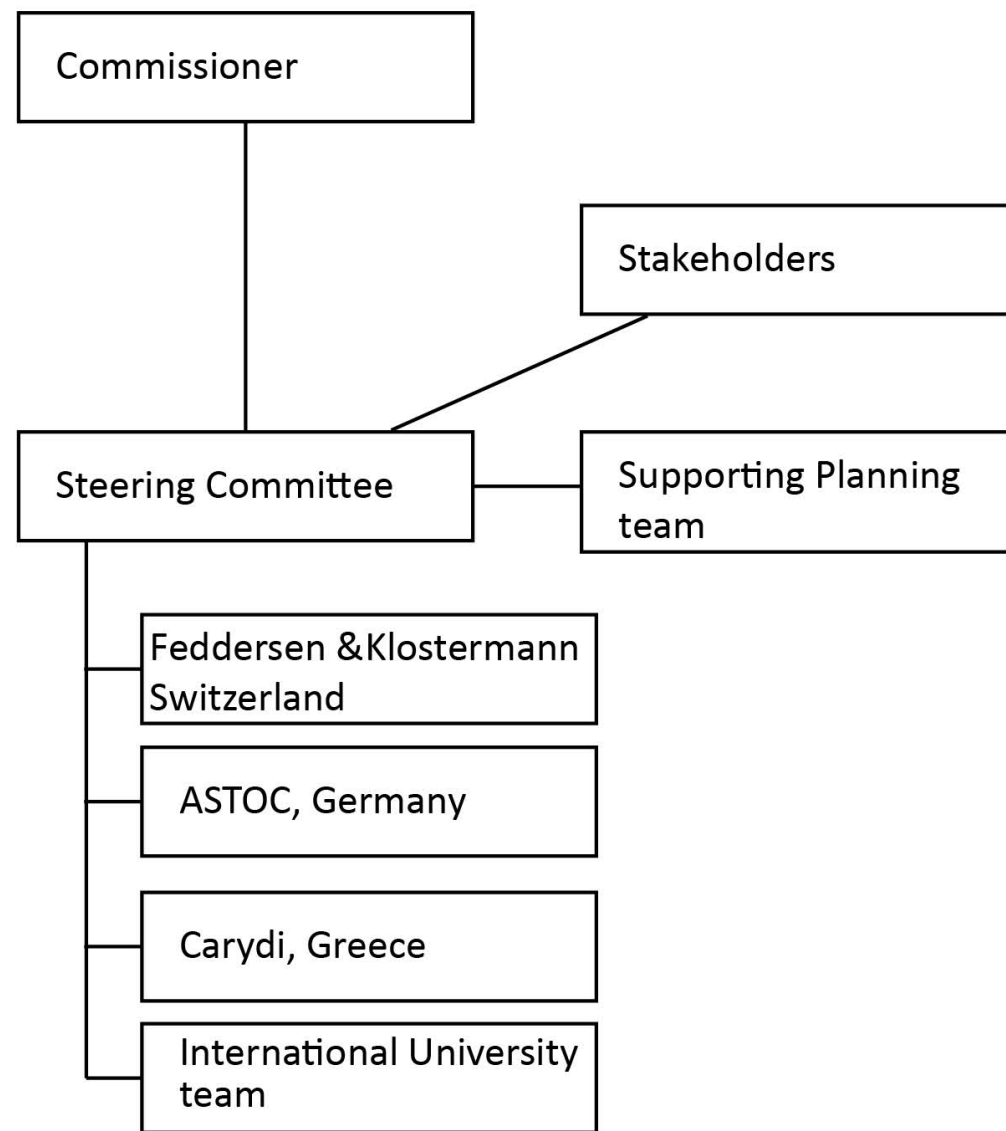 Commissioner
Stakeholders
Steering Committee
Supporting Planning
team
Feddersen &Klostermann
Switzerland
ASTOC, Germany
Carydi, Greece
International University
team